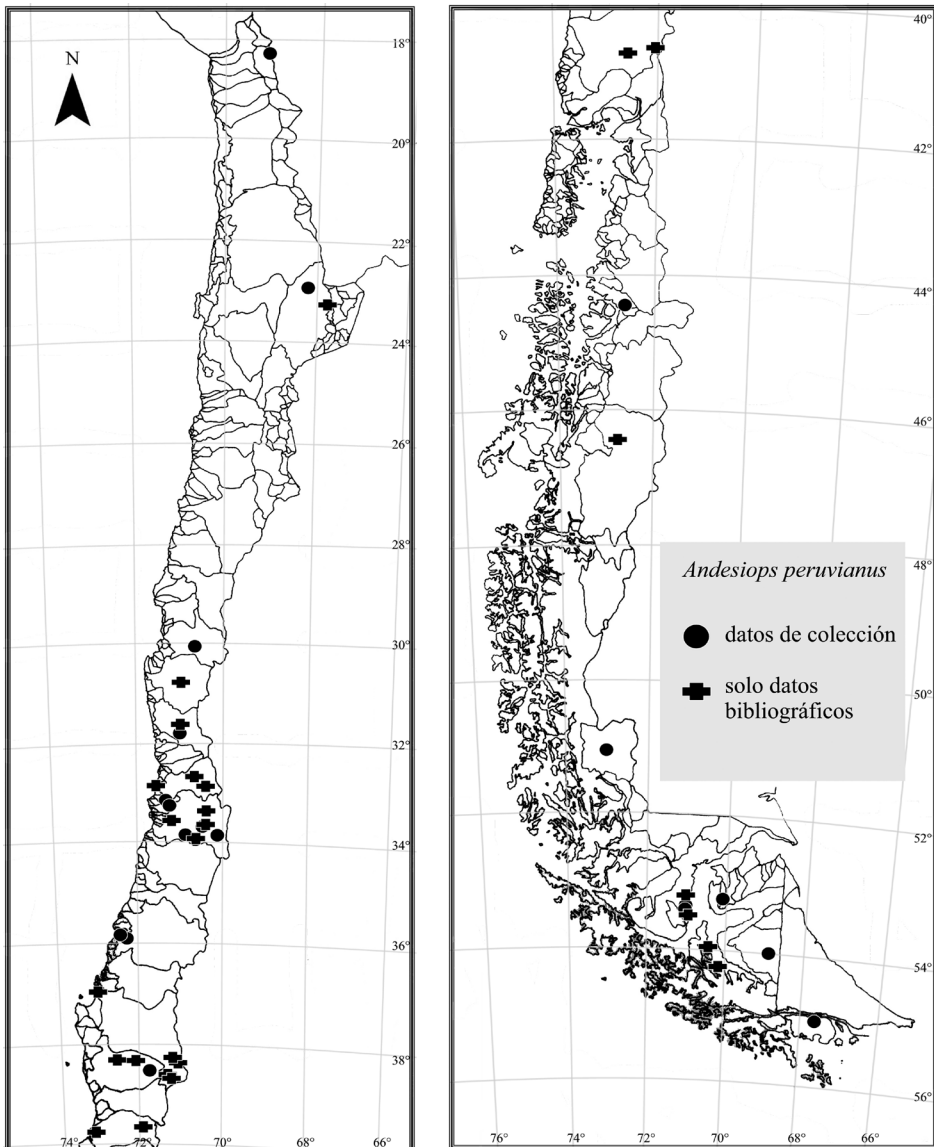 N
18°
20°
22°
24°
26°
28°
30°
32°
34°
36°
38°
74° 72° 70° 68° 66°
40°
42°
44°
46°
48°
50°
52°
54°
56°
76° 74° 72° 70° 68° 66°
Andesiops peruvianus
datos de colección
solo datos
bibliográficos